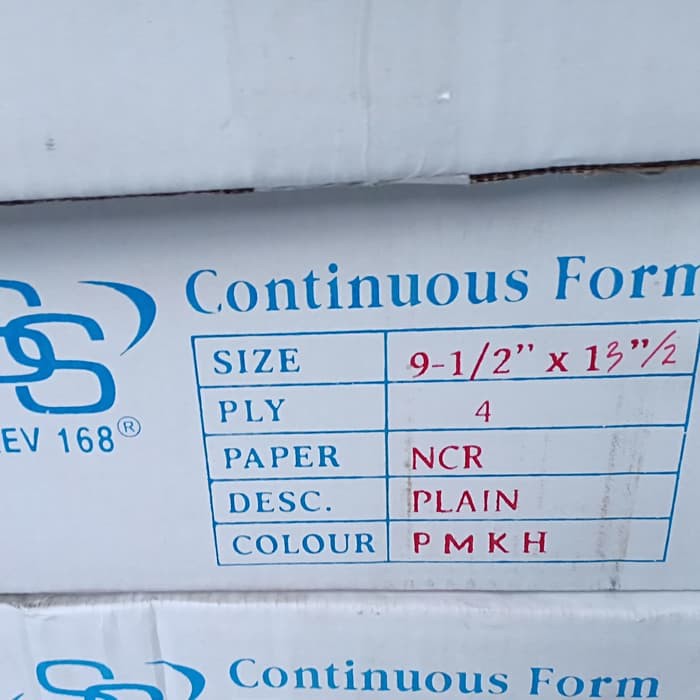 Continuous Form
SIZE 9-1/2" x 13"/2
PLY 4
PAPER NCR
DESC. PLAIN
COLOUR P M K H
EV 168®
Continuous Form